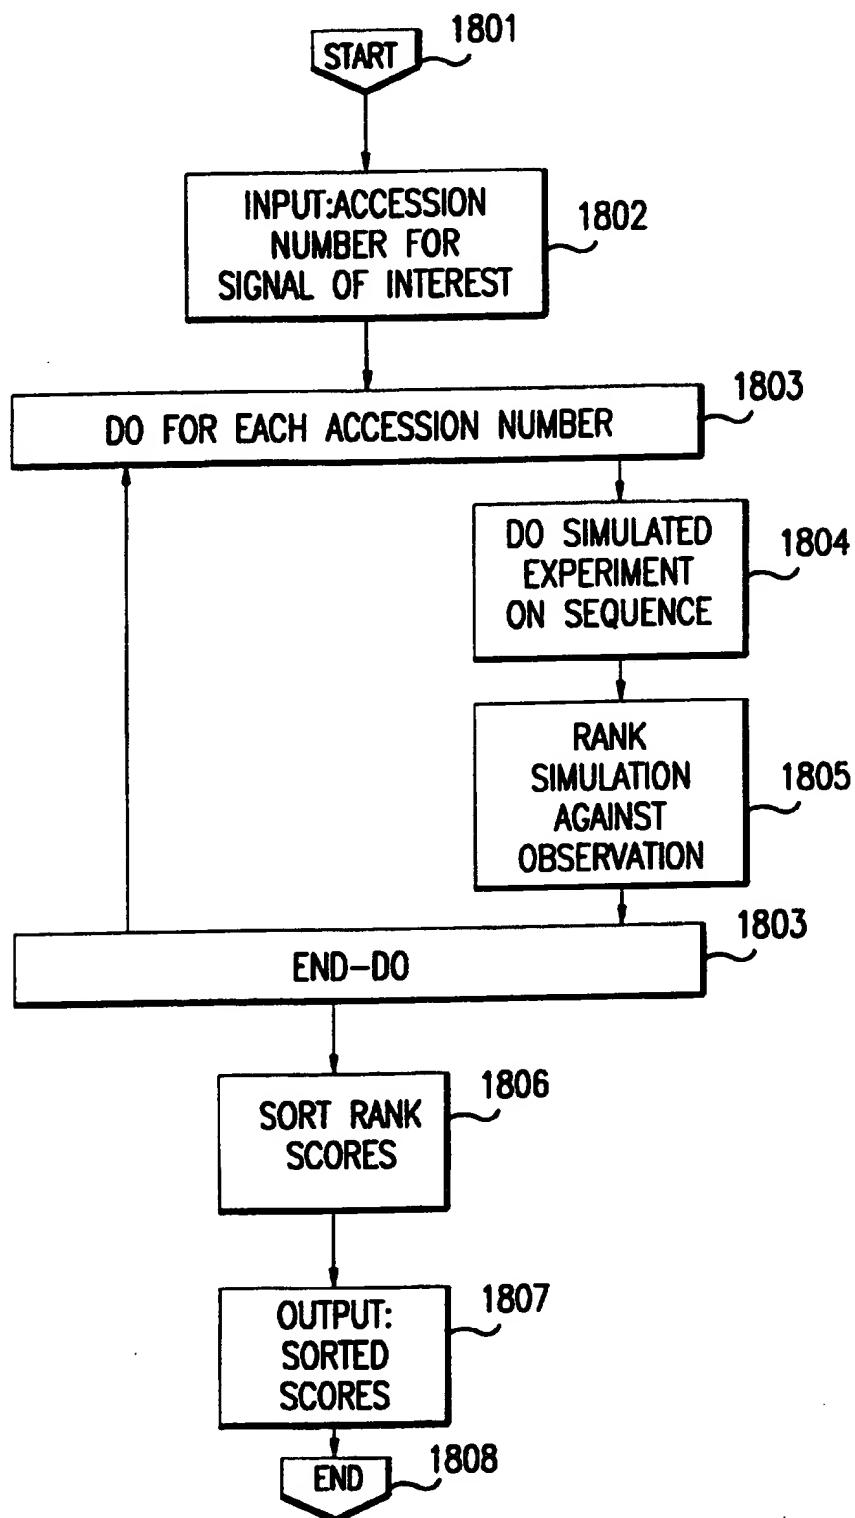 1801
START
INPUT:ACCESSION
NUMBER FOR
SIGNAL OF INTEREST
1802
1803
DO FOR EACH ACCESSION NUMBER
DO SIMULATED
EXPERIMENT
ON SEQUENCE
1804
RANK
SIMULATION
AGAINST
OBSERVATION
1805
1803
END-DO
1806
SORT RANK
SCORES
1807
OUTPUT:
SORTED
SCORES
END
1808